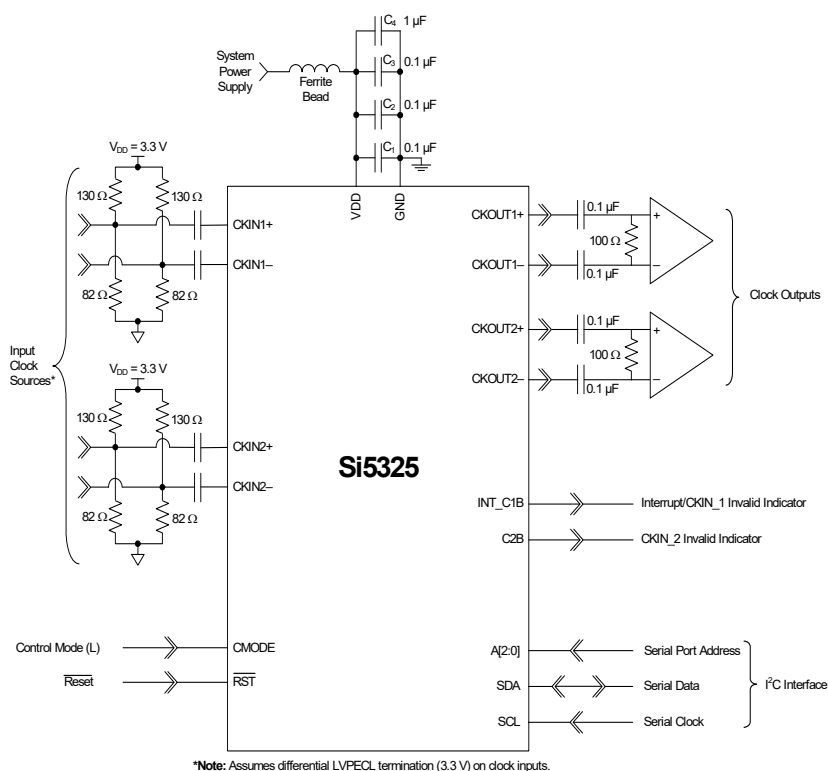 C4 1 µF
System
Power
Supply
Ferrite
Bead
C3 0.1 µF
C2 0.1 µF
C1 0.1 µF
VDD
GND
VDD = 3.3 V
130 Ω
130 Ω
CKIN1+
CKIN1–
82 Ω
82 Ω
Input
Clock
Sources*
VDD = 3.3 V
130 Ω
130 Ω
CKIN2+
CKIN2–
82 Ω
82 Ω
Si5325
CKOUT1+
0.1 µF
+
100 Ω
CKOUT1–
–
0.1 µF
CKOUT2+
0.1 µF
+
100 Ω
CKOUT2–
–
0.1 µF
Clock Outputs
INT_C1B
Interrupt/CKIN_1 Invalid Indicator
C2B
CKIN_2 Invalid Indicator
Control Mode (L)
CMODE
Reset
RST
A[2:0]
Serial Port Address
SDA
Serial Data
SCL
Serial Clock
I2C Interface
*Note: Assumes differential LVPECL termination (3.3 V) on clock inputs.